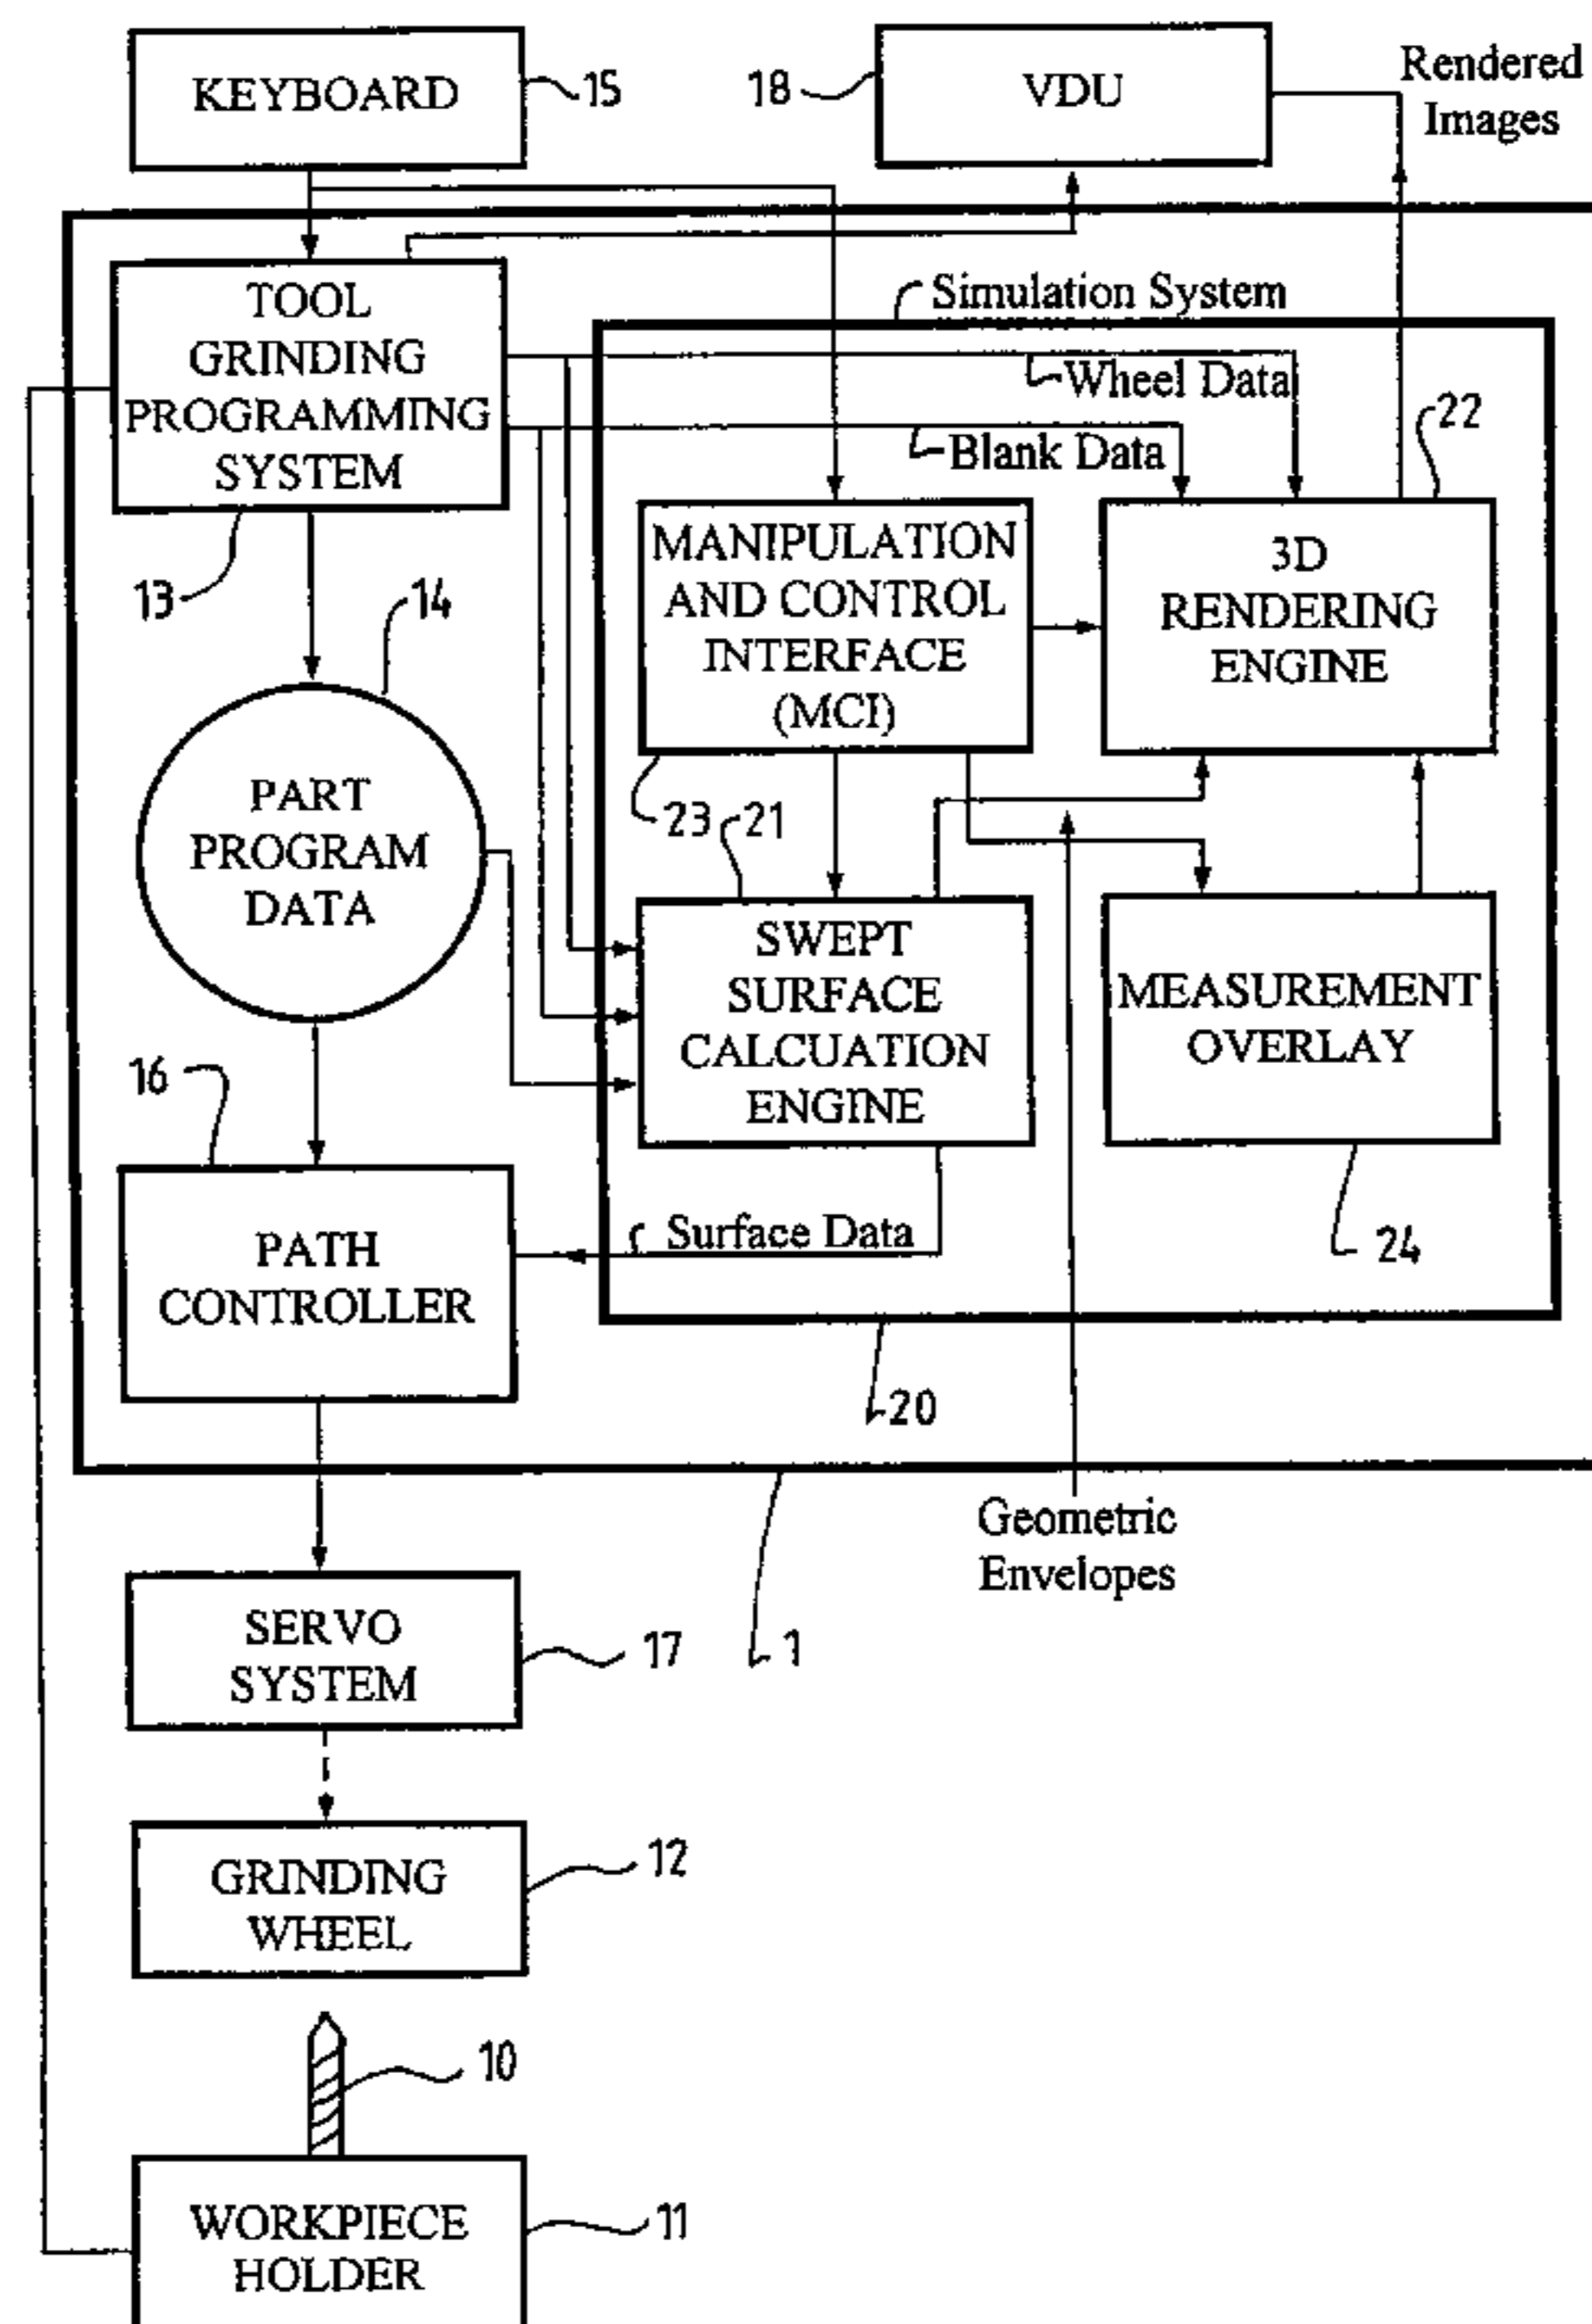 KEYBOARD
15
18
VDU
Rendered
Images
TOOL
GRINDING
PROGRAMMING
SYSTEM
13
Simulation System
Wheel Data
Blank Data
22
MANIPULATION
AND CONTROL
INTERFACE
(MCI)
23
3D
RENDERING
ENGINE
14
PART
PROGRAM
DATA
21
SWEPT
SURFACE
CALCUATION
ENGINE
MEASUREMENT
OVERLAY
24
16
PATH
CONTROLLER
Surface Data
20
Geometric
Envelopes
1
SERVO
SYSTEM
17
GRINDING
WHEEL
12
10
WORKPIECE
HOLDER
11